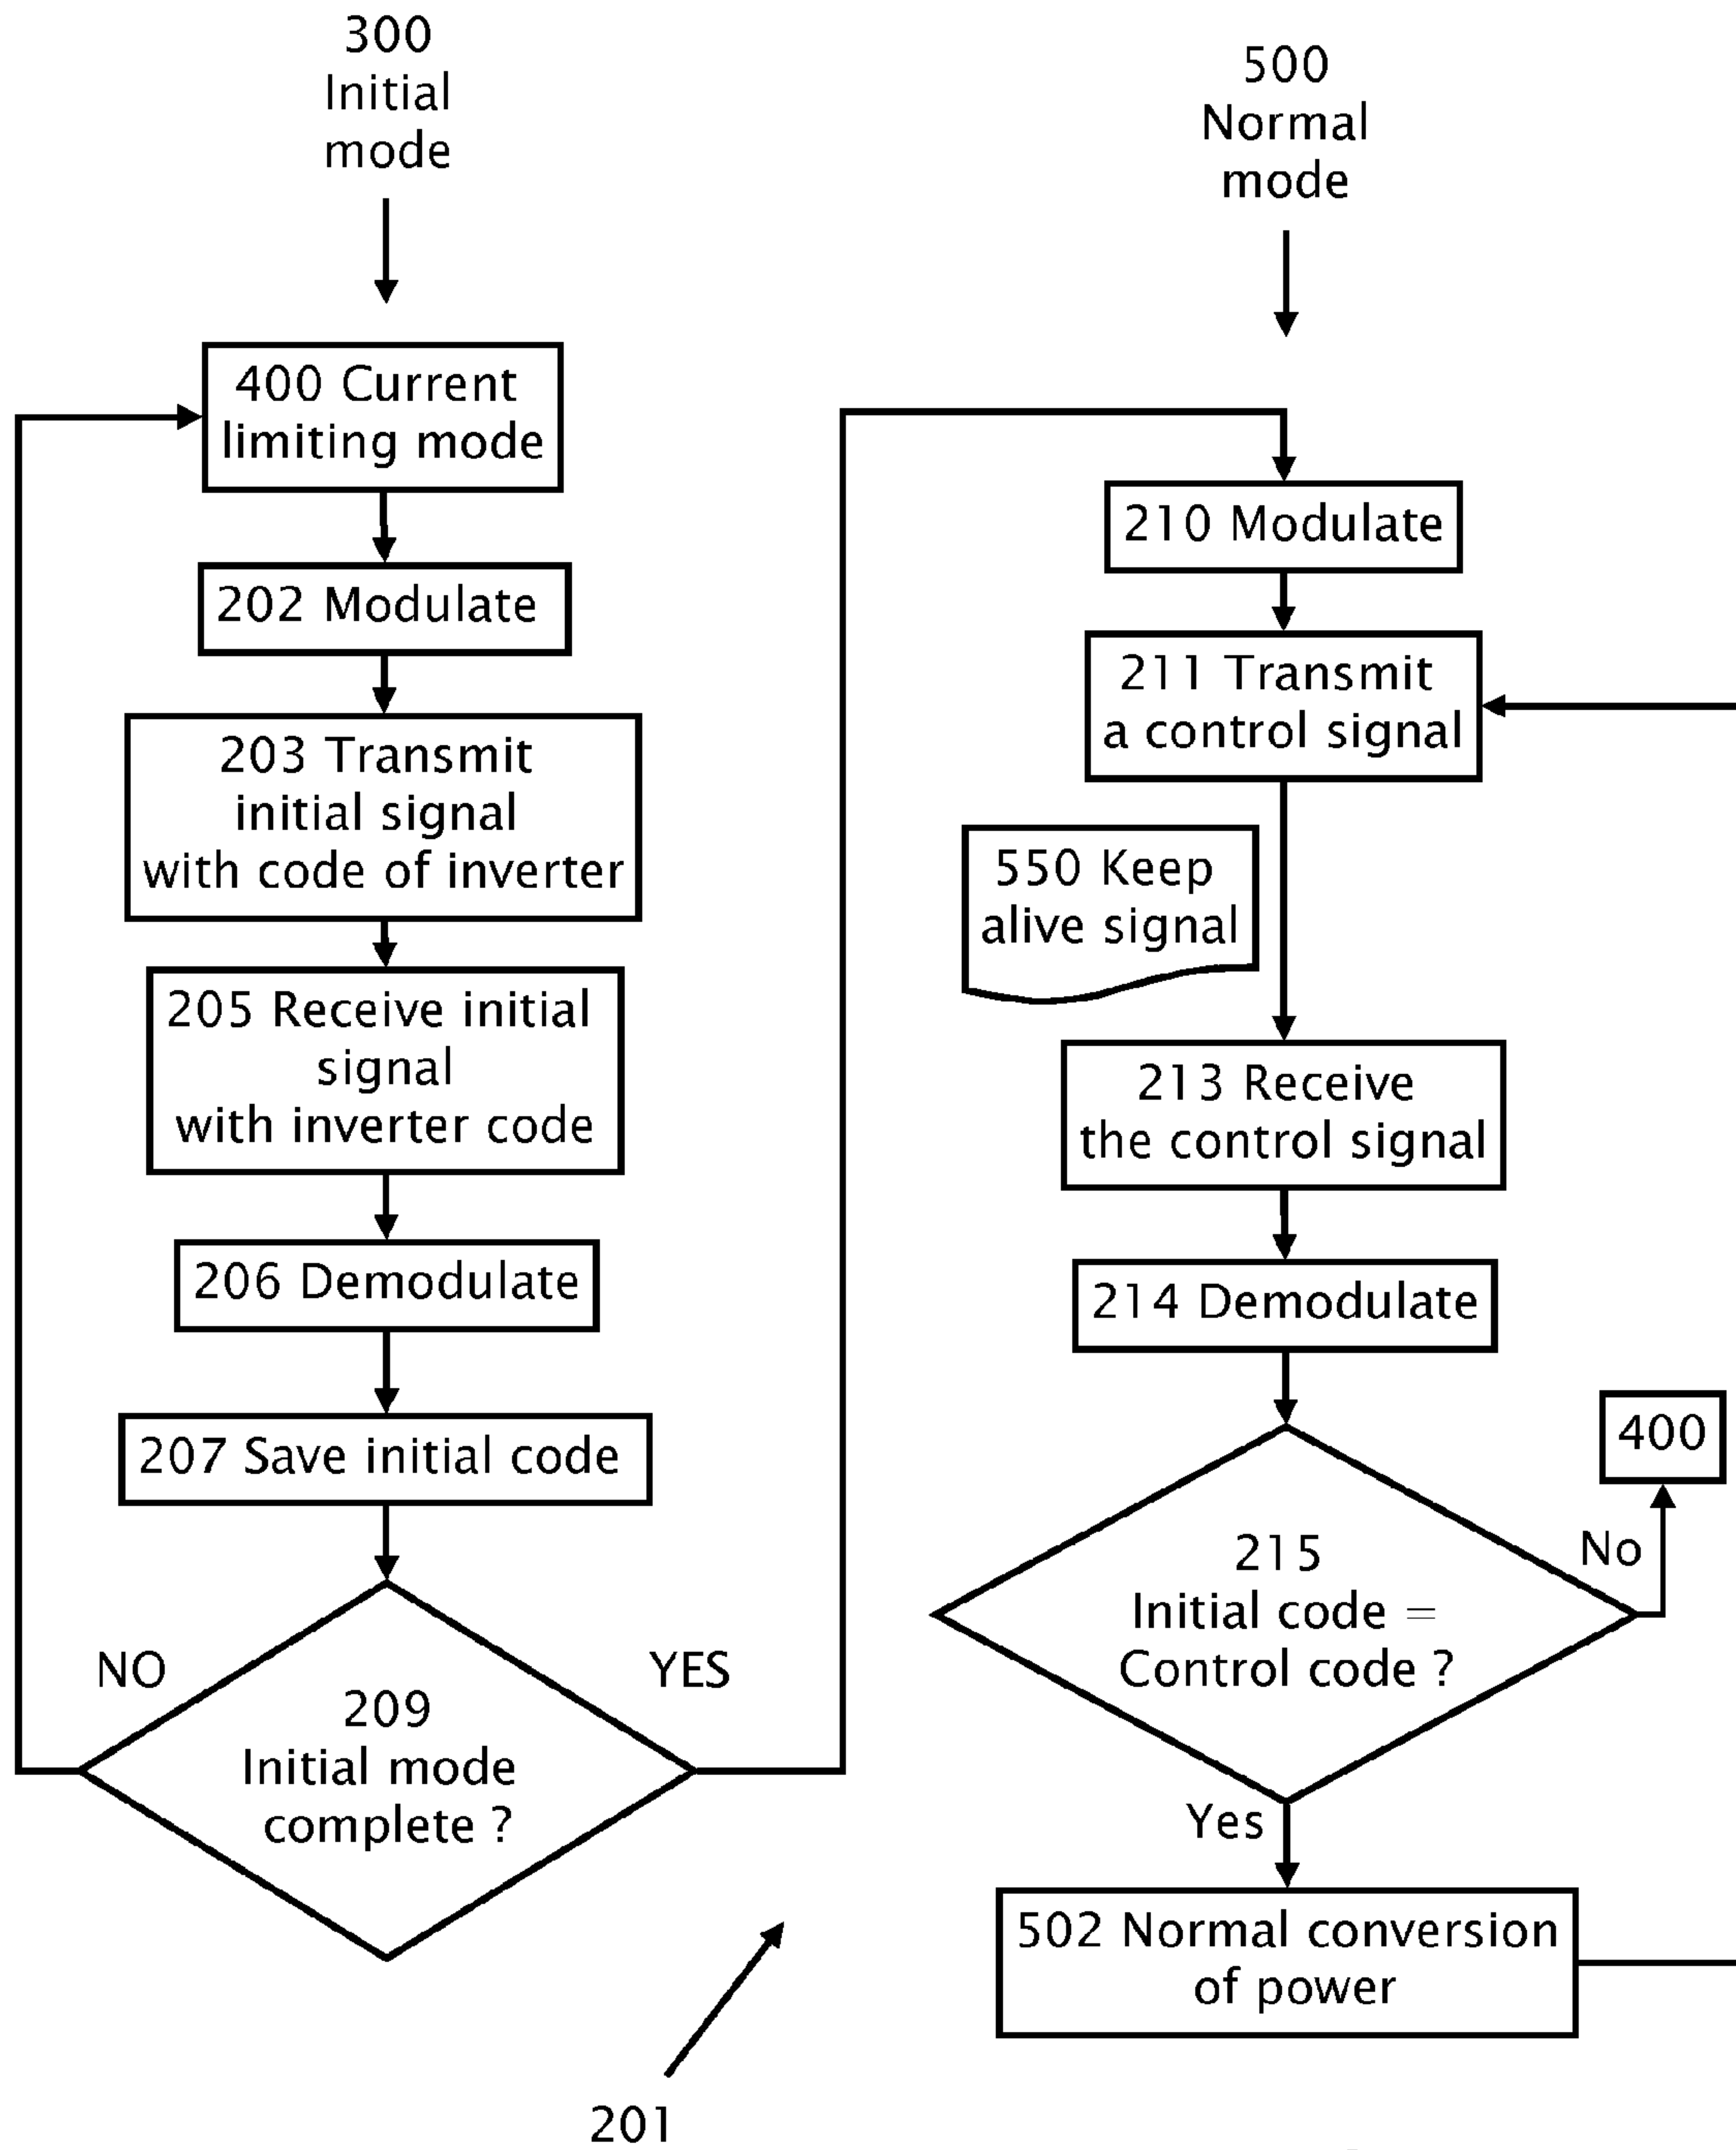 300
Initial
mode
400 Current
limiting mode
202 Modulate
203 Transmit
initial signal
with code of inverter
205 Receive initial
signal
with inverter code
206 Demodulate
207 Save initial code
NO
YES
209
Initial mode
complete ?
201
500
Normal
mode
210 Modulate
211 Transmit
a control signal
550 Keep
alive signal
213 Receive
the control signal
214 Demodulate
400
No
215
Initial code =
Control code ?
Yes
502 Normal conversion
of power